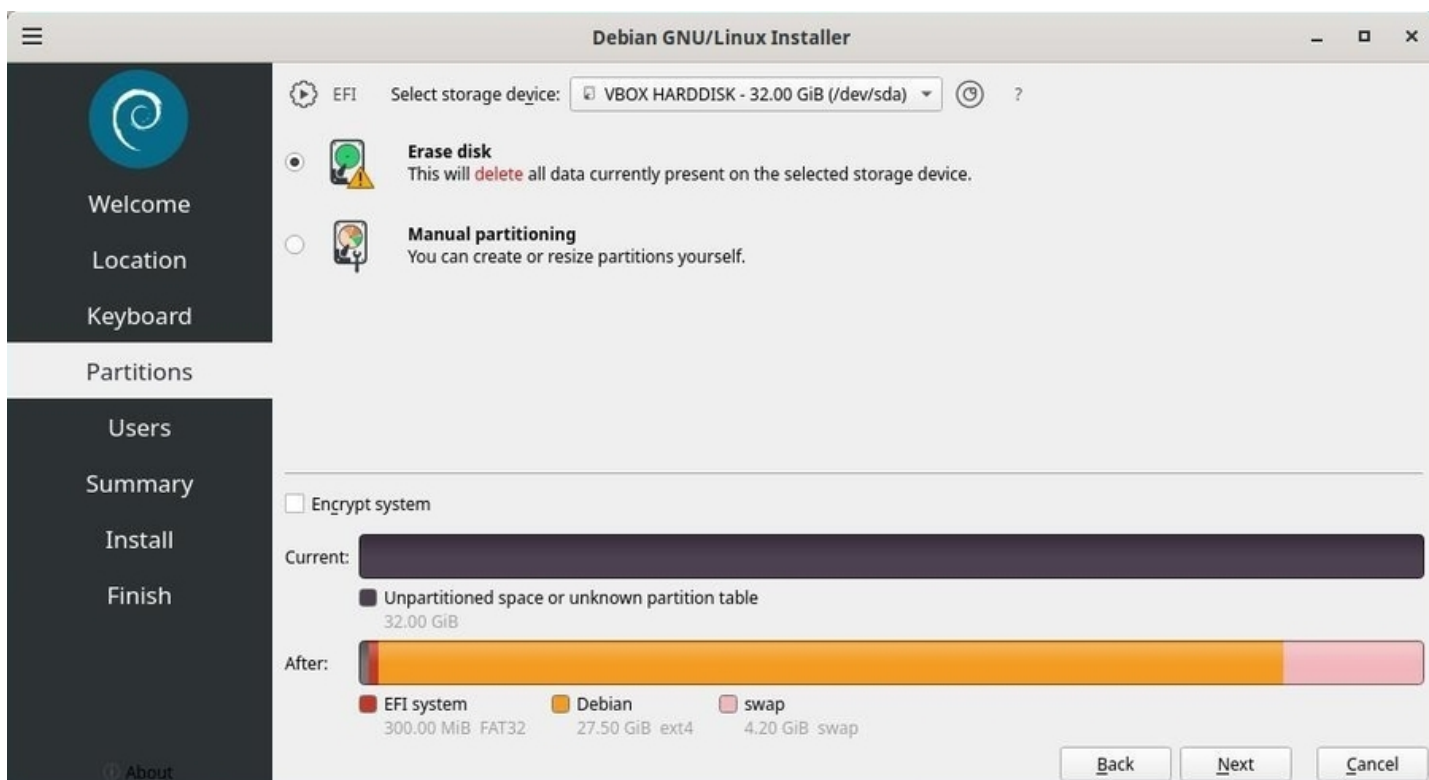 Debian GNU/Linux Installer
EFI Select storage device: VBOX HARDDISK - 32.00 GiB (/dev/sda) ?
Erase disk
This will delete all data currently present on the selected storage device.
Manual partitioning
You can create or resize partitions yourself.
Welcome
Location
Keyboard
Partitions
Users
Summary
Install
Finish
About
Encrypt system
Current:
Unpartitioned space or unknown partition table
32.00 GiB
After:
EFI system Debian swap
300.00 MiB FAT32 27.50 GiB ext4 4.20 GiB swap
Back Next Cancel